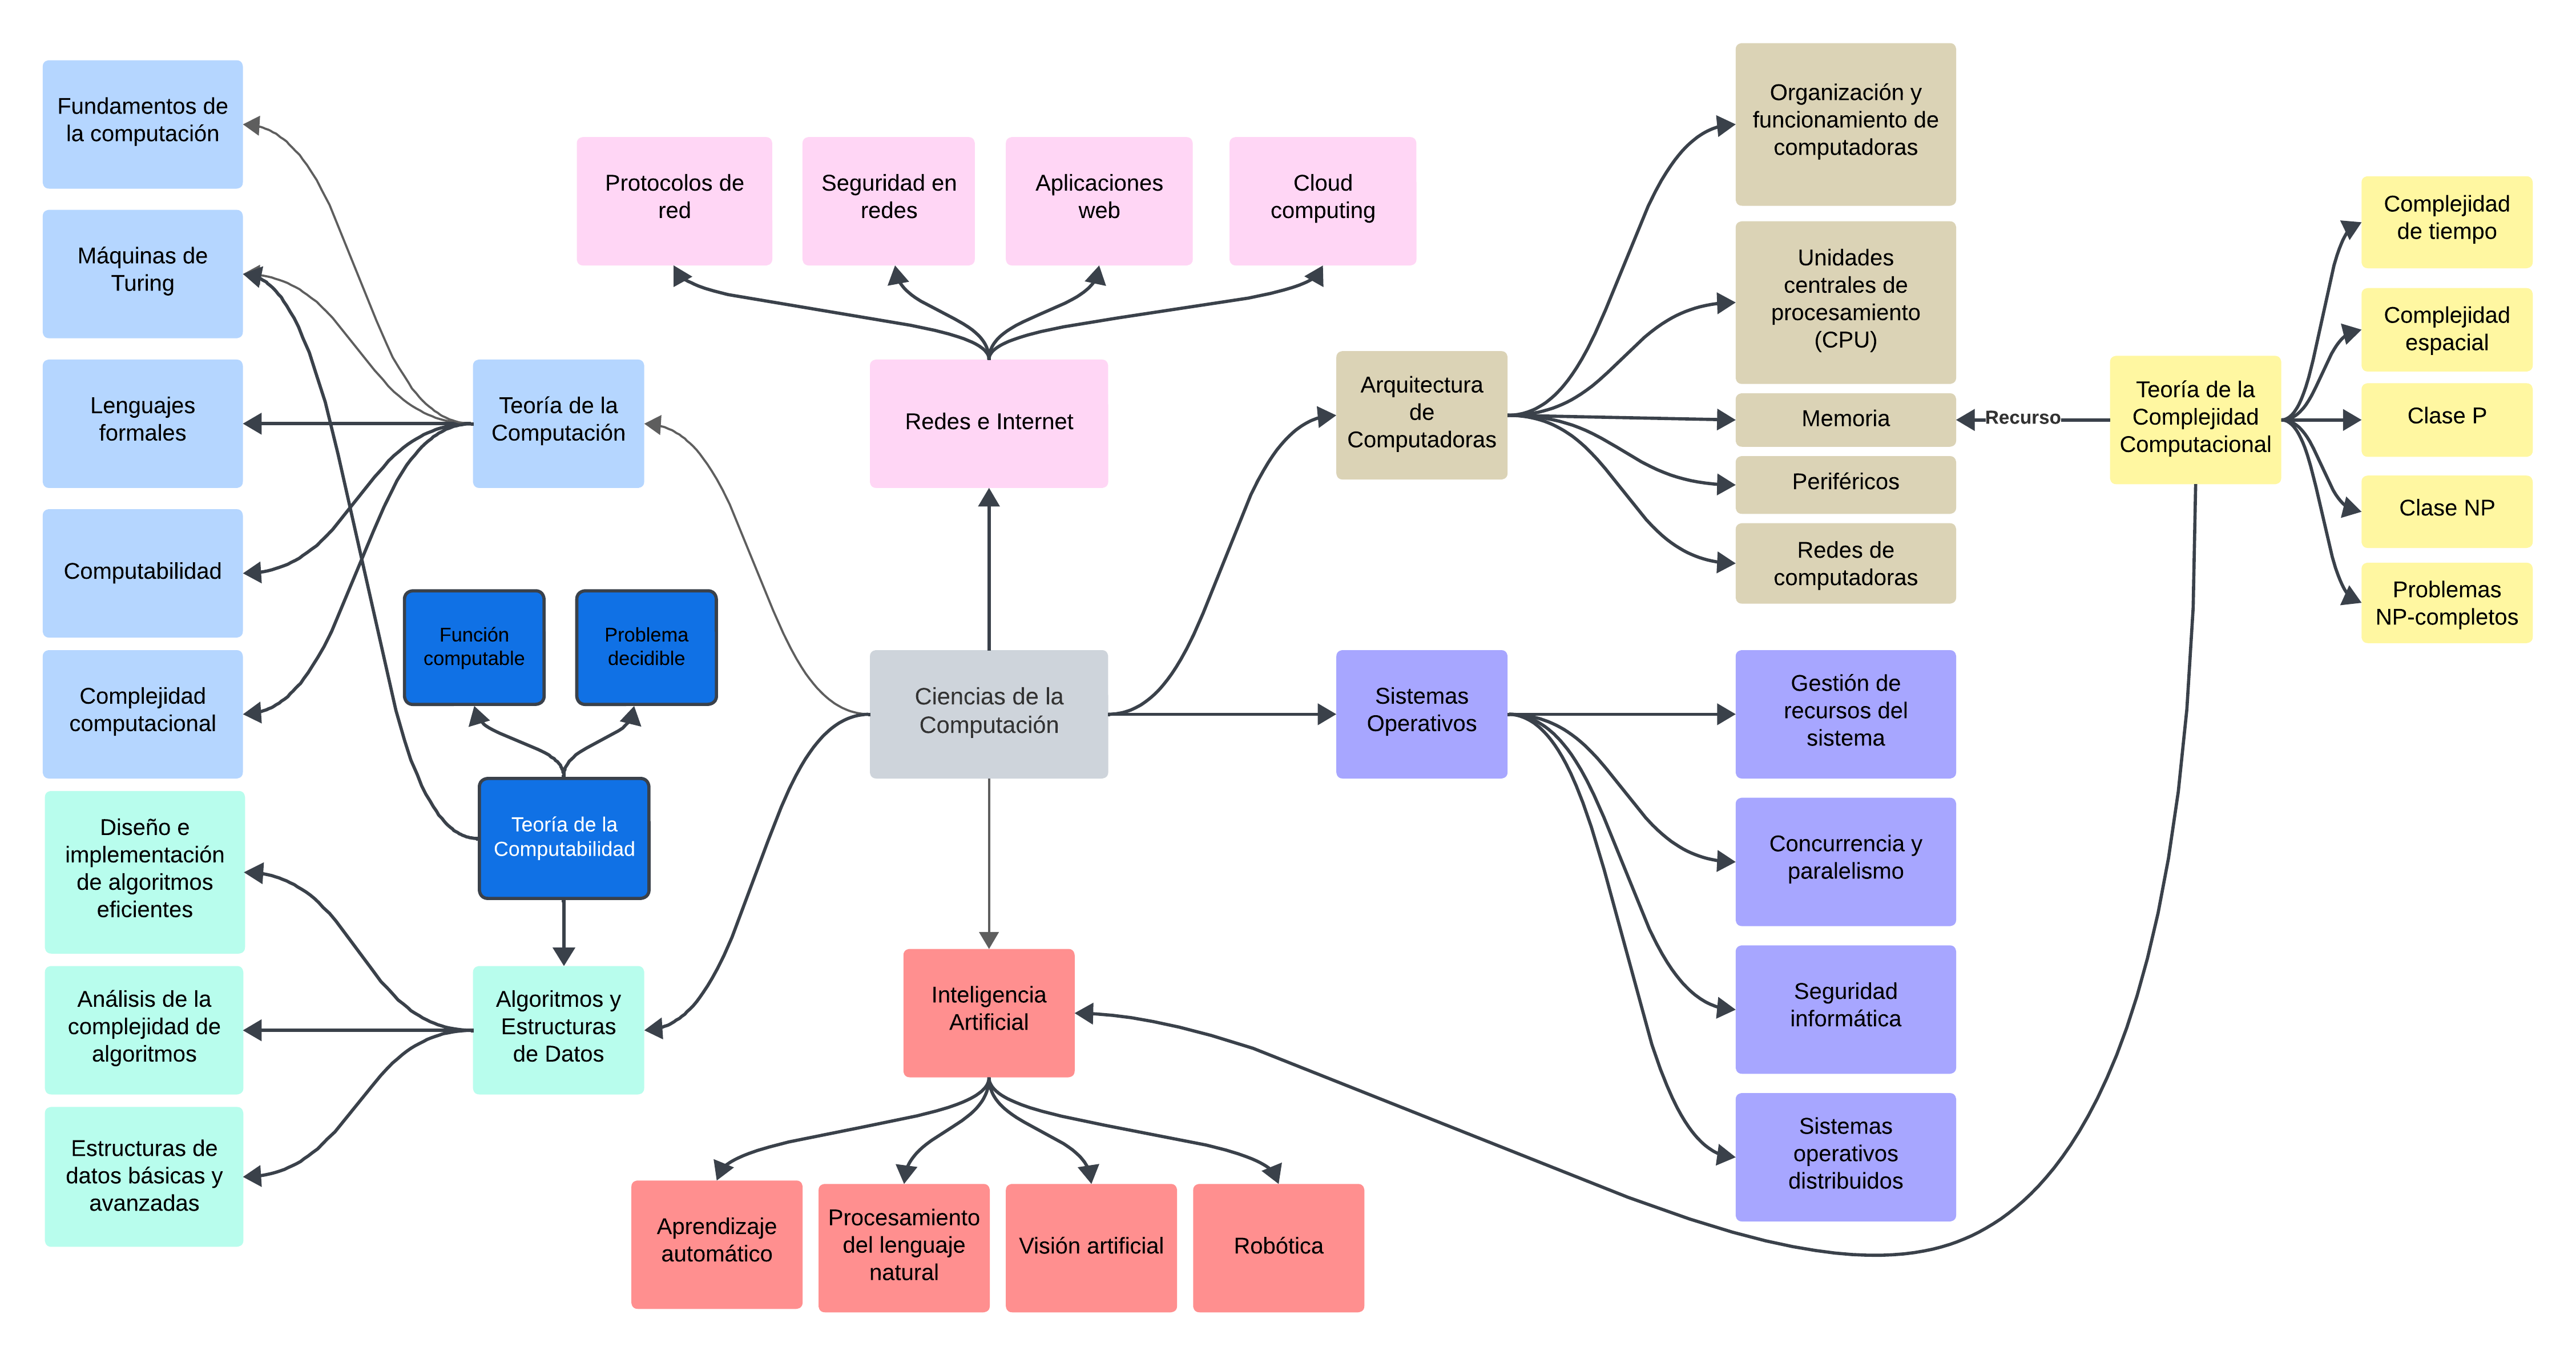 Fundamentos de
la computación
Máquinas de
Turing
Lenguajes
formales
Computabilidad
Complejidad
computacional
Diseño e
implementación
de algoritmos
eficientes
Análisis de la
complejidad de
algoritmos
Estructuras de
datos básicas y
avanzadas
Teoría de la
Computación
Función
computable
Problema
decidible
Teoría de la
Computabilidad
Algoritmos y
Estructuras
de Datos
Protocolos de
red
Seguridad en
redes
Aplicaciones
web
Cloud
computing
Redes e Internet
Ciencias de la
Computación
Inteligencia
Artificial
Aprendizaje
automático
Procesamiento
del lenguaje
natural
Visión artificial
Robótica
Arquitectura
de
Computadoras
Sistemas
Operativos
Organización y
funcionamiento de
computadoras
Unidades
centrales de
procesamiento
(CPU)
Memoria
Periféricos
Redes de
computadoras
Gestión de
recursos del
sistema
Concurrencia y
paralelismo
Seguridad
informática
Sistemas
operativos
distribuidos
Recurso
Teoría de la
Complejidad
Computacional
Complejidad
de tiempo
Complejidad
espacial
Clase P
Clase NP
Problemas
NP-completos